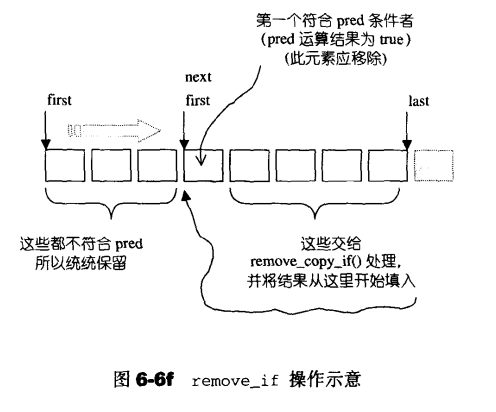 第一个符合 pred 条件者
(pred 运算结果为 true)
(此元素应移除)
next
first
first
last
这些都不符合 pred
所以统统保留
这些交给
remove_copy_if() 处理,
并将结果从这里开始填入
图 6-6f remove_if 操作示意